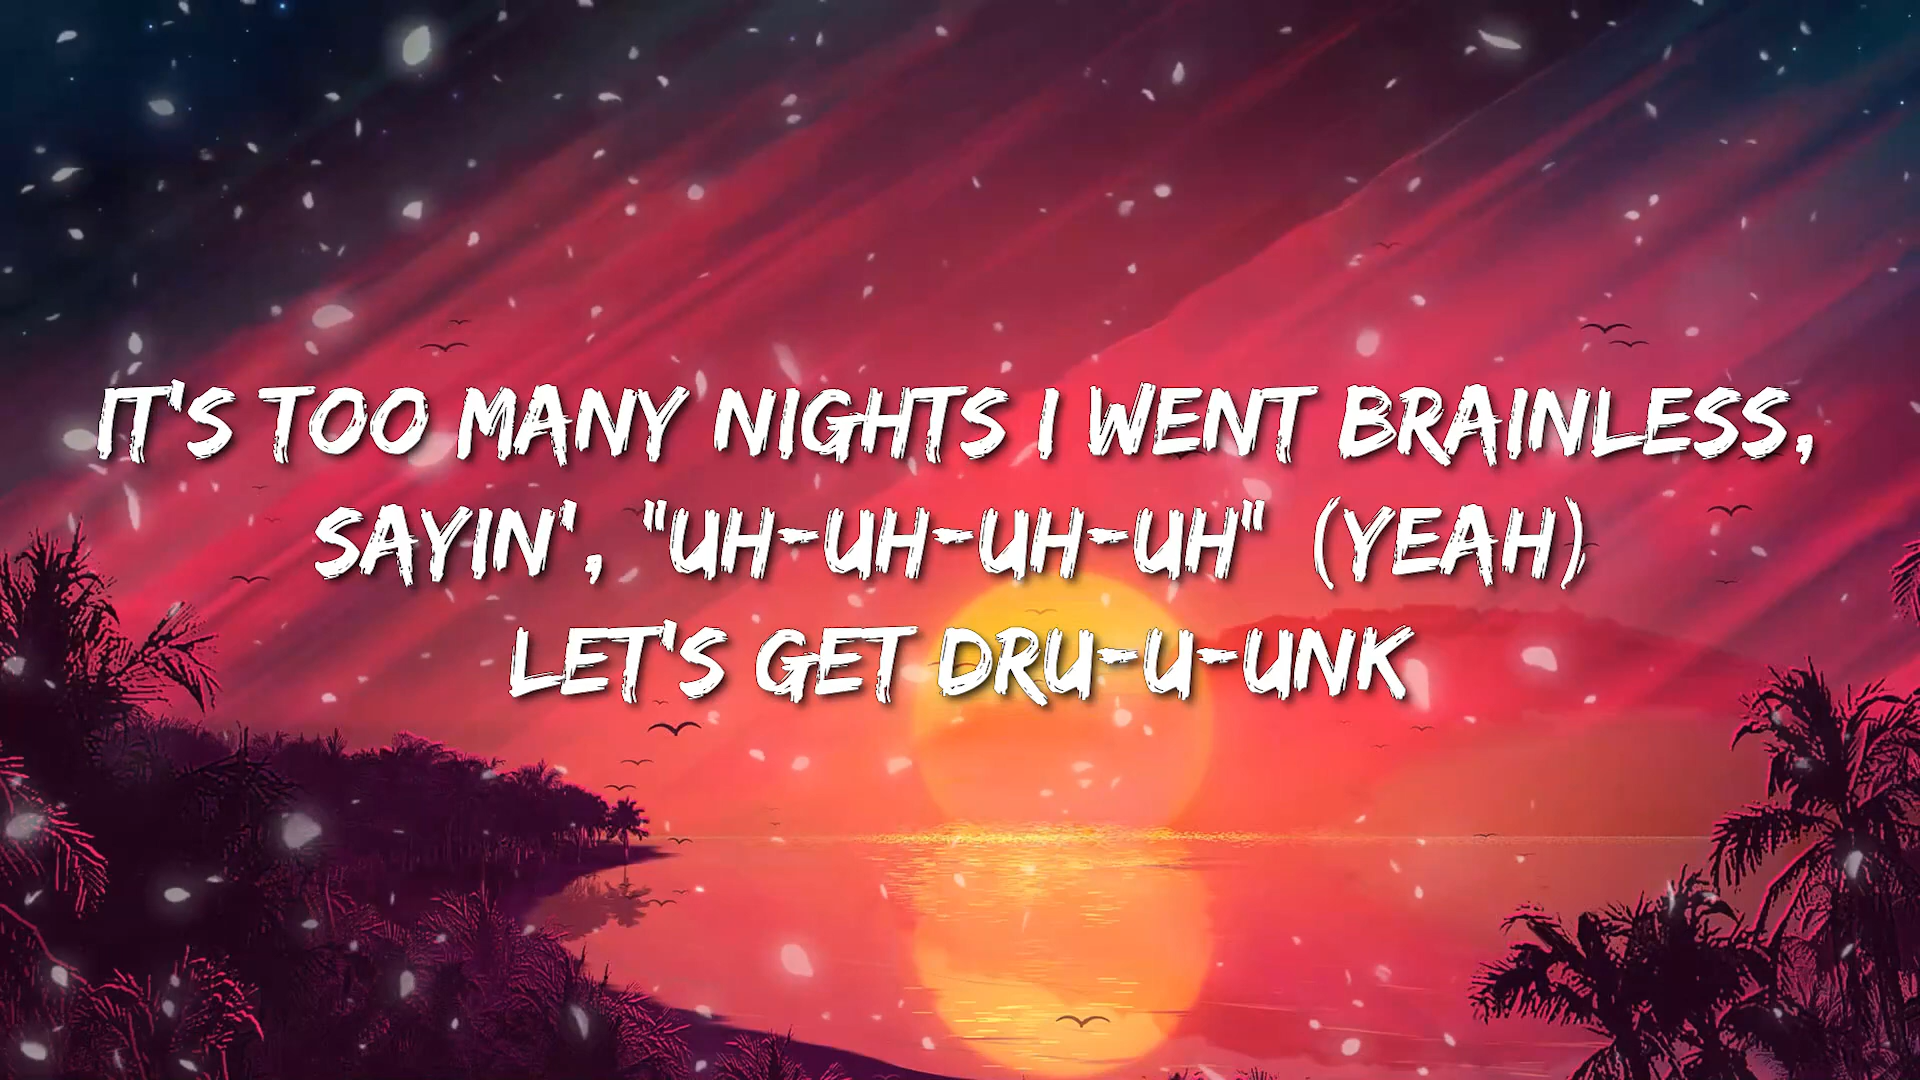 IT'S TOO MANY NIGHTS I WENT BRAINLESS,
SAYIN', "UH-UH-UH-UH" (YEAH)
LET'S GET DRU-U-UNK